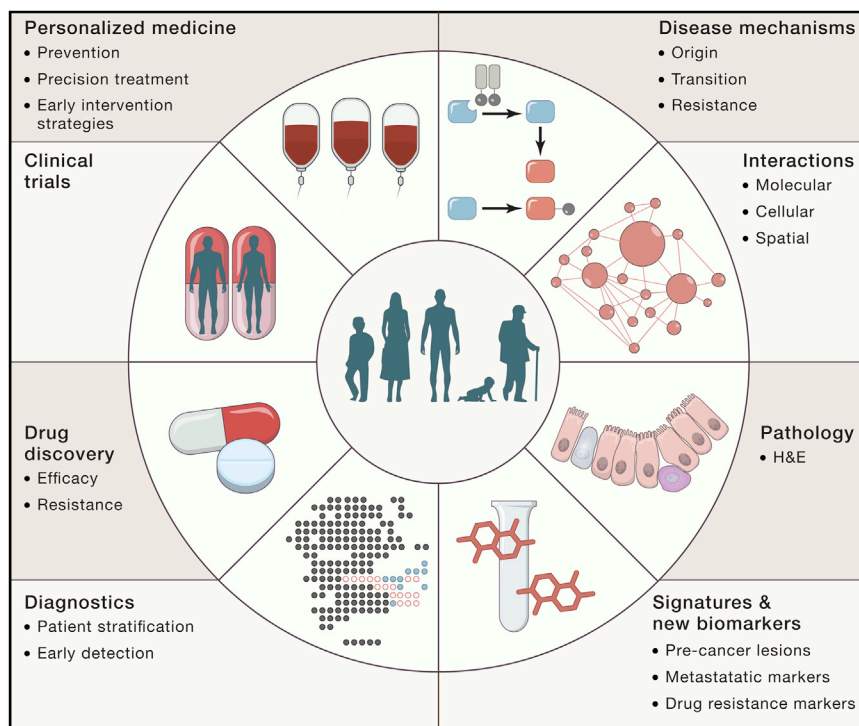 Personalized medicine
• Prevention
• Precision treatment
• Early intervention
strategies
Disease mechanisms
• Origin
• Transition
• Resistance
Clinical
trials
Interactions
• Molecular
• Cellular
• Spatial
Drug
discovery
• Efficacy
• Resistance
Pathology
• H&E
Diagnostics
• Patient stratification
• Early detection
Signatures &
new biomarkers
• Pre-cancer lesions
• Metastatatic markers
• Drug resistance markers